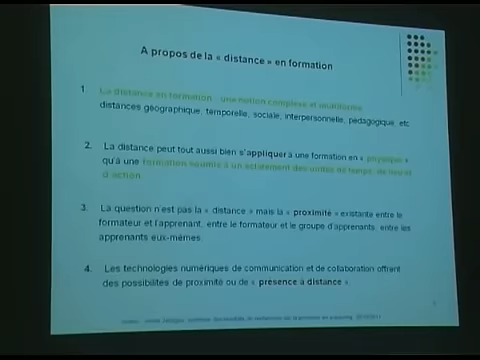 A propos de la « distance » en formation
1. La distance en formation : une notion complexe et multiforme
distances géographique, temporelle, sociale, interpersonnelle, pédagogique, etc
2. La distance peut tout aussi bien s'appliquer à une formation en « physique »
qu'à une formation soumis à un éclatement des unités de temps, de lieu et
d'action.
3. La question n'est pas la « distance » mais la « proximité » existante entre le
formateur et l'apprenant, entre le formateur et le groupe d'apprenants, entre les
apprenants eux-mêmes.
4. Les technologies numériques de communication et de collaboration offrent
des possibilités de proximité ou de « présence à distance ».